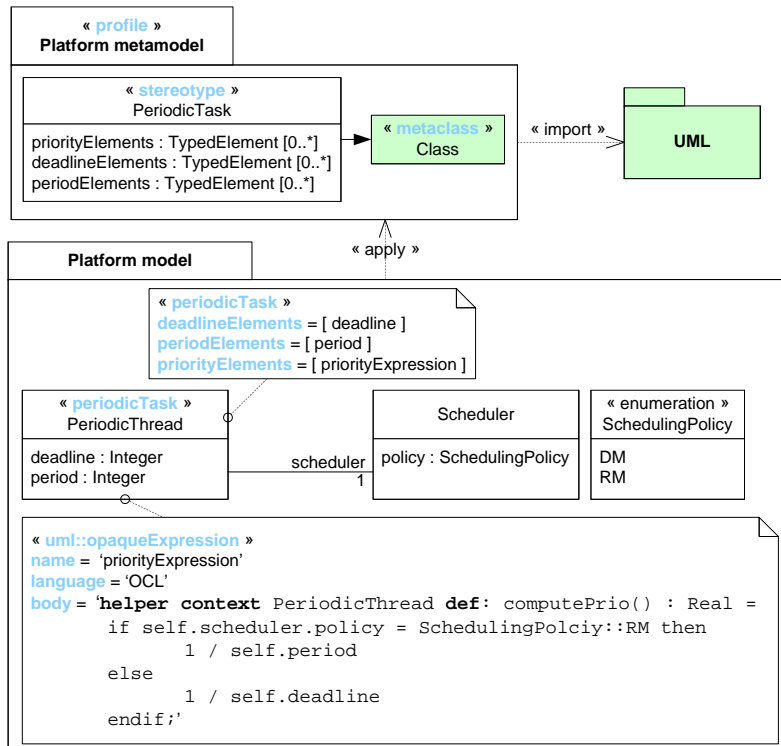 « profile »
Platform metamodel
« stereotype »
PeriodicTask
priorityElements : TypedElement [0..*]
deadlineElements : TypedElement [0..*]
periodElements : TypedElement [0..*]
« metaclass »
Class
« import »
UML
« apply »
Platform model
« periodicTask »
deadlineElements = [ deadline ]
periodElements = [ period ]
priorityElements = [ priorityExpression ]
« periodicTask »
PeriodicThread
deadline : Integer
period : Integer
scheduler
1
Scheduler
policy : SchedulingPolicy
« enumeration »
SchedulingPolicy
DM
RM
« uml::opaqueExpression »
name = ‘priorityExpression’
language = ‘OCL’
body = ‘helper context PeriodicThread def: computePrio() : Real =
if self.scheduler.policy = SchedulingPolciy::RM then
1 / self.period
else
1 / self.deadline
endif;’